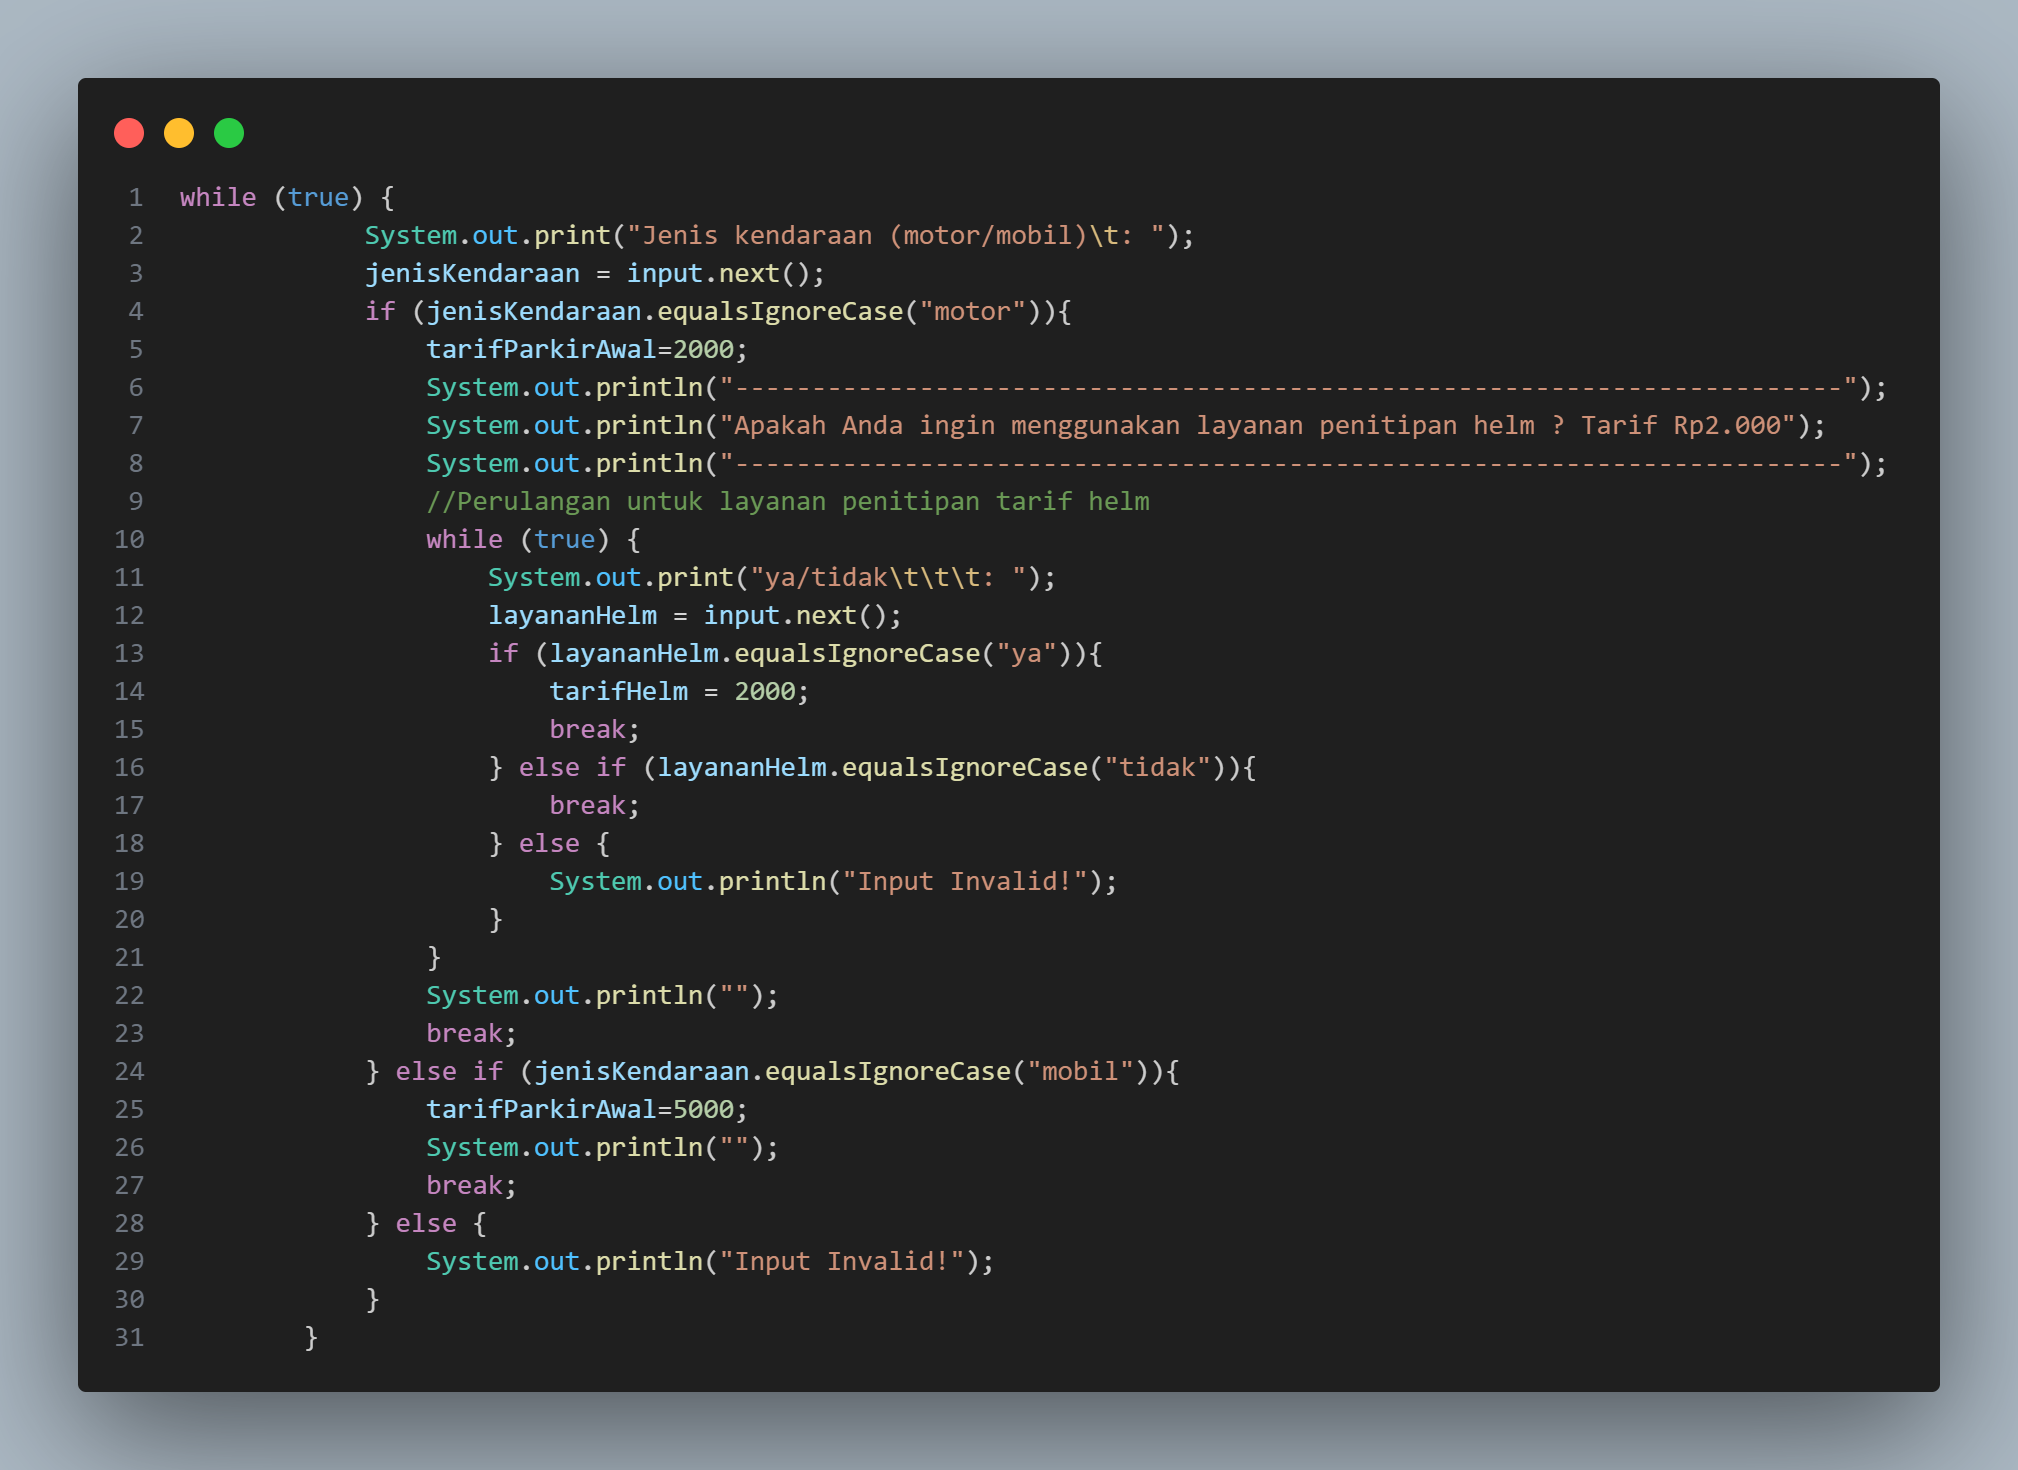 1 while (true) {
2 System.out.print("Jenis kendaraan (motor/mobil)\t: ");
3 jenisKendaraan = input.next();
4 if (jenisKendaraan.equalsIgnoreCase("motor")){
5 tarifParkirAwal=2000;
6 System.out.println("------------------------------------------------------------------------");
7 System.out.println("Apakah Anda ingin menggunakan layanan penitipan helm ? Tarif Rp2.000");
8 System.out.println("------------------------------------------------------------------------");
9 //Perulangan untuk layanan penitipan tarif helm
10 while (true) {
11 System.out.print("ya/tidak\t\t\t: ");
12 layananHelm = input.next();
13 if (layananHelm.equalsIgnoreCase("ya")){
14 tarifHelm = 2000;
15 break;
16 } else if (layananHelm.equalsIgnoreCase("tidak")){
17 break;
18 } else {
19 System.out.println("Input Invalid!");
20 }
21 }
22 System.out.println("");
23 break;
24 } else if (jenisKendaraan.equalsIgnoreCase("mobil")){
25 tarifParkirAwal=5000;
26 System.out.println("");
27 break;
28 } else {
29 System.out.println("Input Invalid!");
30 }
31 }